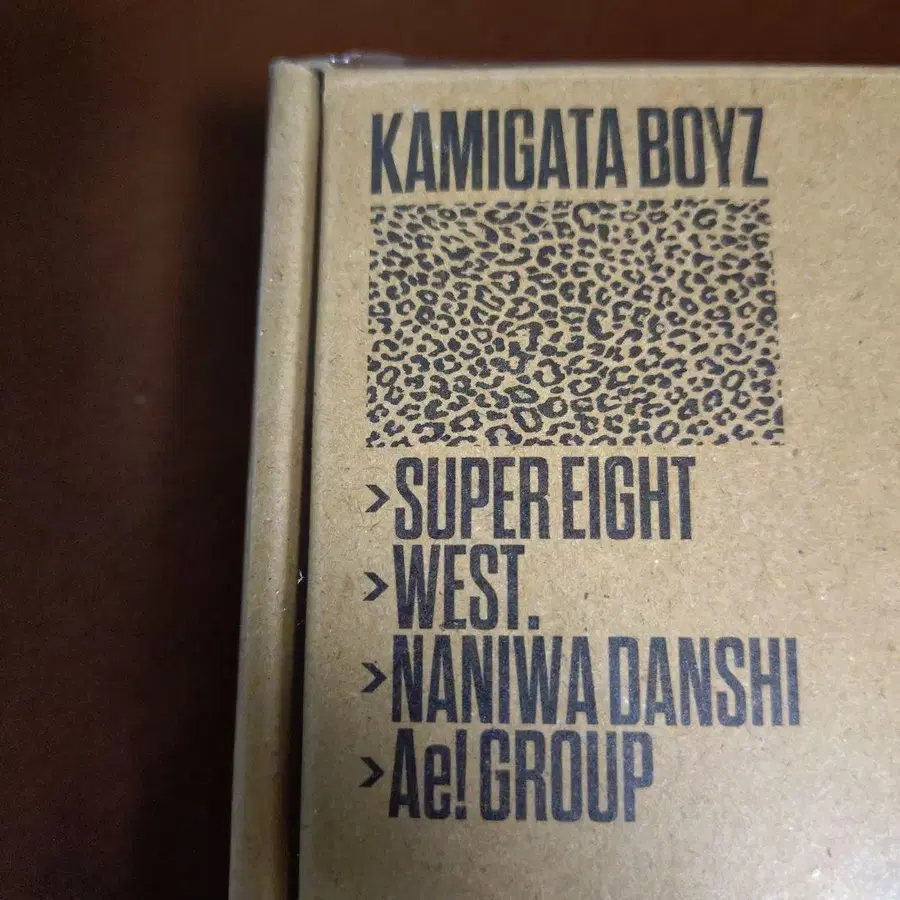 KAMIGATA BOYZ
>SUPER EIGHT
>WEST.
>NANIWA DANSHI
>Ae! GROUP